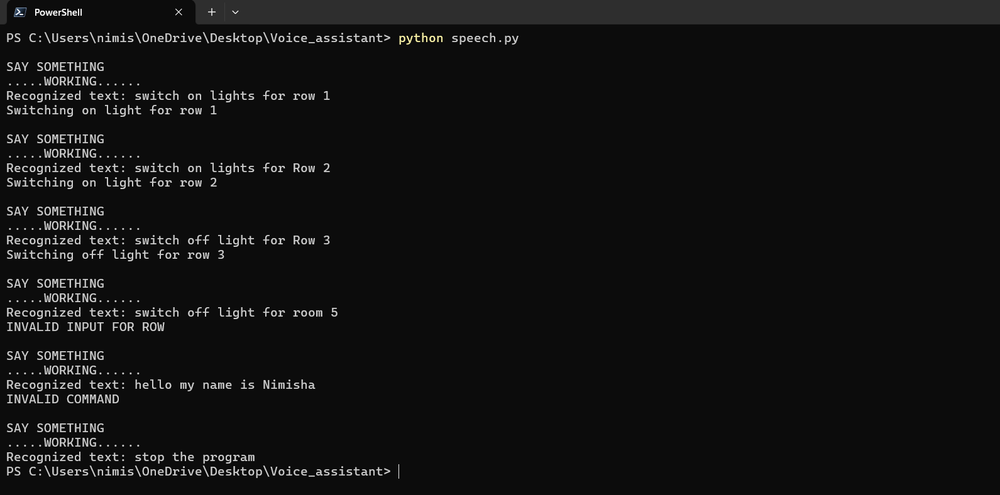 PowerShell
PS C:\Users\nimis\OneDrive\Desktop\Voice_assistant> python speech.py
SAY SOMETHING
.....WORKING......
Recognized text: switch on lights for row 1
Switching on light for row 1
SAY SOMETHING
.....WORKING......
Recognized text: switch on lights for Row 2
Switching on light for row 2
SAY SOMETHING
.....WORKING......
Recognized text: switch off light for Row 3
Switching off light for row 3
SAY SOMETHING
.....WORKING......
Recognized text: switch off light for room 5
INVALID INPUT FOR ROW
SAY SOMETHING
.....WORKING......
Recognized text: hello my name is Nimisha
INVALID COMMAND
SAY SOMETHING
.....WORKING......
Recognized text: stop the program
PS C:\Users\nimis\OneDrive\Desktop\Voice_assistant>